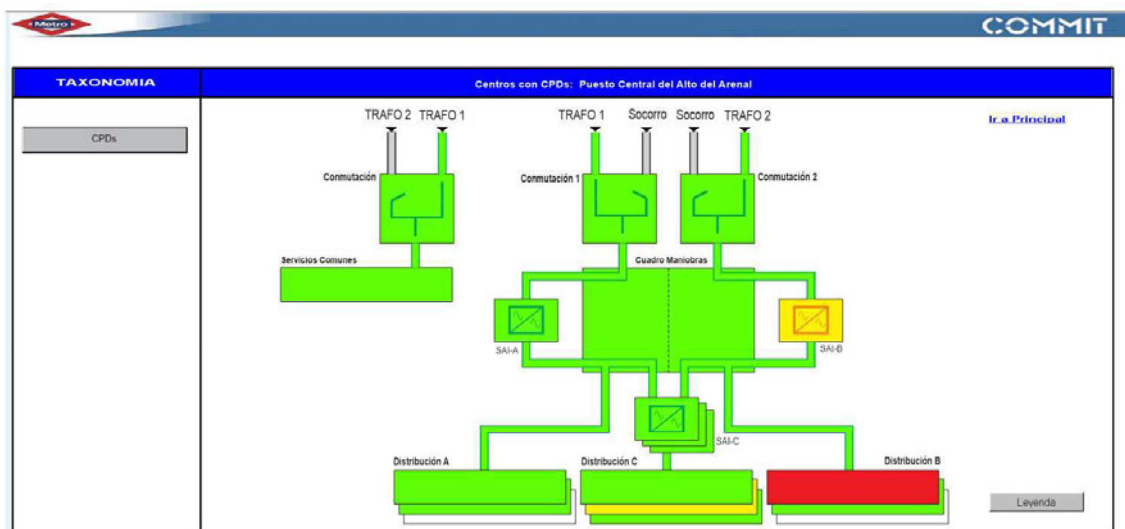 Metro
COMMIT
TAXONOMIA
Centros con CPDs: Puesto Central del Alto del Arenal
CPDs
Ir a Principal
TRAFO 2 TRAFO 1 TRAFO 1 Socorro Socorro TRAFO 2
Conmutación Conmutación 1 Conmutación 2
Servicios Comunes Cuadro Maniobras
SAI-A SAI-B
SAI-C
Distribución A Distribución C Distribución B
Leyenda